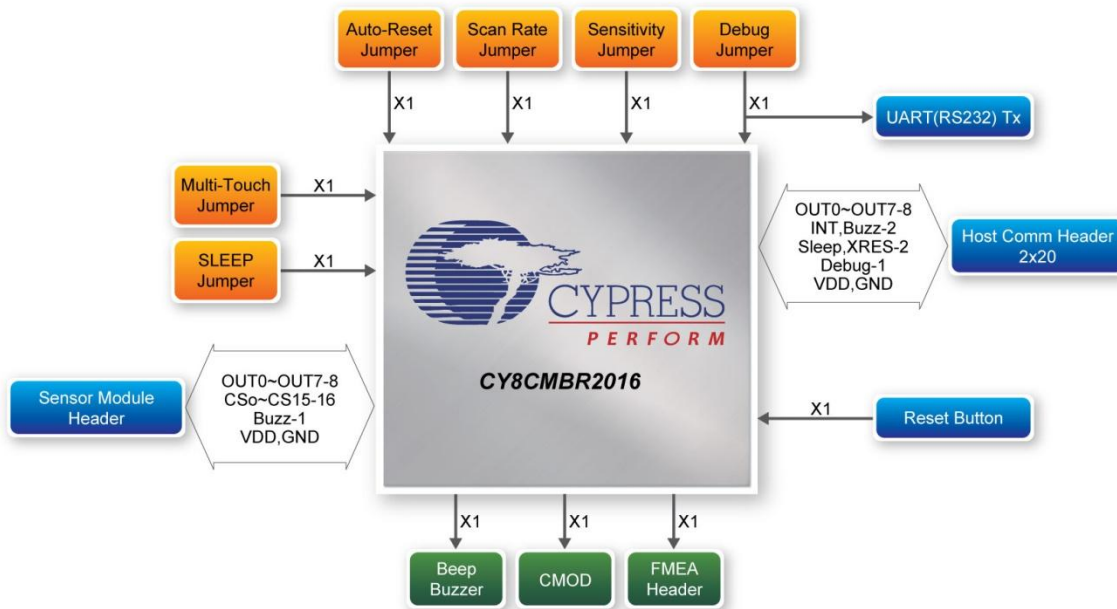 Auto-Reset
Jumper
Scan Rate
Jumper
Sensitivity
Jumper
Debug
Jumper
X1
X1
X1
X1
UART(RS232) Tx
Multi-Touch
Jumper
X1
SLEEP
Jumper
X1
OUT0~OUT7-8
INT,Buzz-2
Sleep,XRES-2
Debug-1
VDD,GND
Host Comm Header
2x20
CYPRESS
PERFORM
CY8CMBR2016
Sensor Module
Header
OUT0~OUT7-8
CSo~CS15-16
Buzz-1
VDD,GND
X1
Reset Button
X1
X1
X1
Beep
Buzzer
CMOD
FMEA
Header